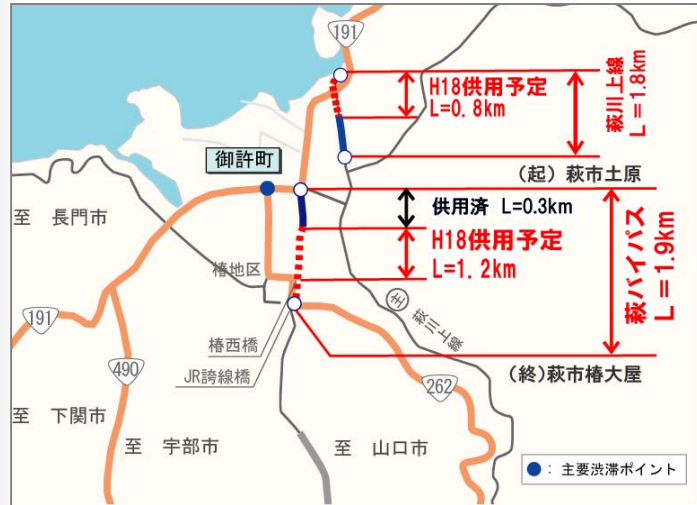 191
H18供用予定
L=0.8km
萩川上線
L=1.8km
御許町
(起)萩市土原
供用済 L=0.3km
至 長門市
H18供用予定
L=1.2km
萩バイパス
L=1.9km
椿地区
主
萩川上線
191
椿西橋
JR誇線橋
490
262
(終)萩市椿大屋
至 下関市
至 宇部市
至 山口市
●：主要渋滞ポイント